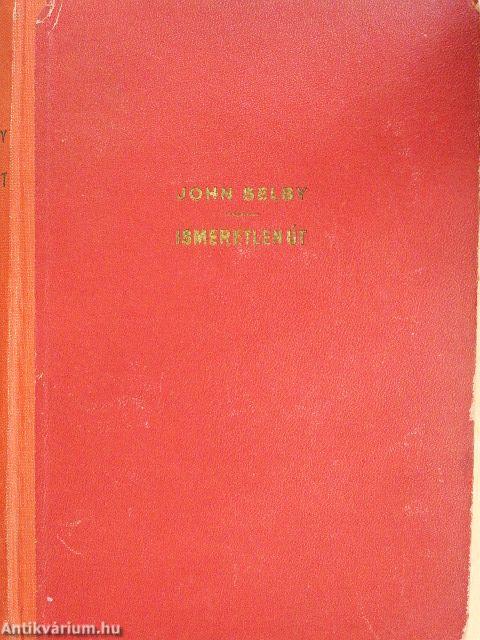 Y
T
JOHN SELBY
ISMERETLEN ÚT
Antikvárium.hu